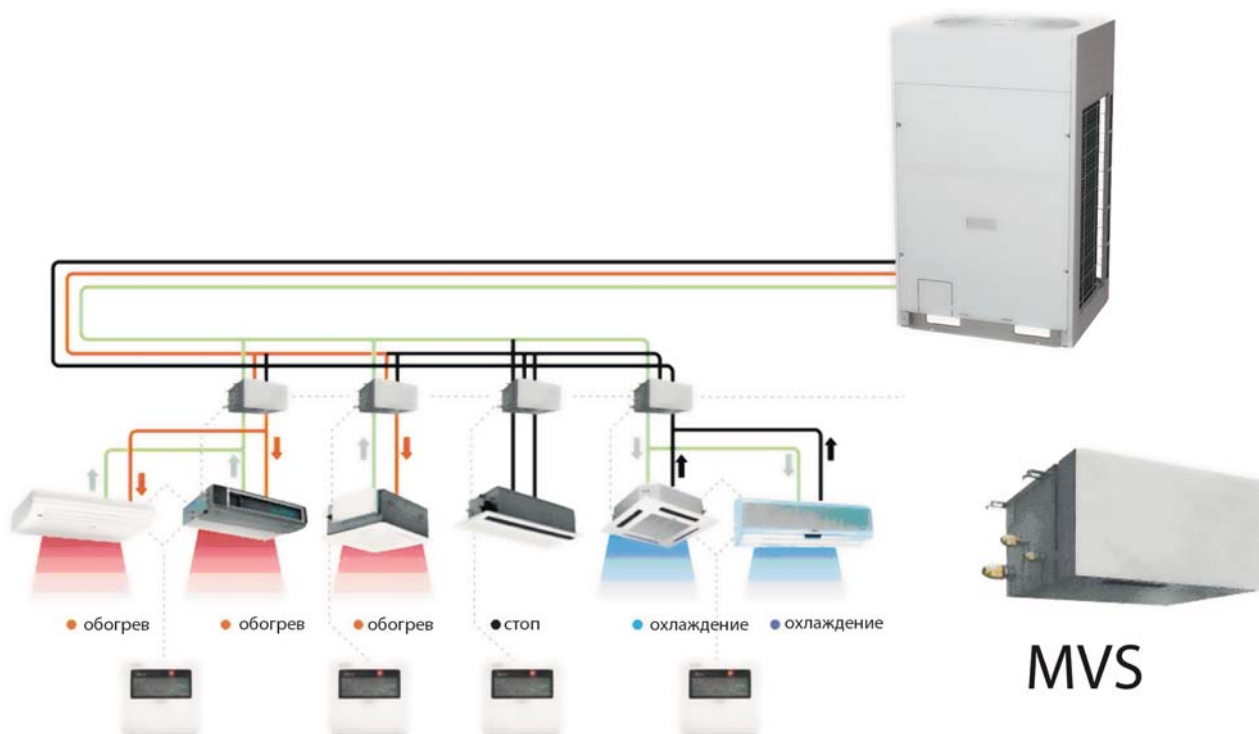 обогрев
обогрев
обогрев
стоп
охлаждение
охлаждение
MVS